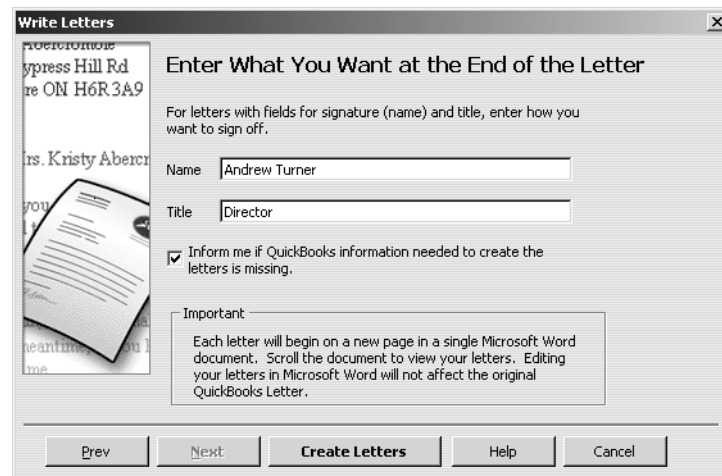 Write Letters
ypress Hill Rd
re ON H6R 3A9
rs. Kristy Abercr
Enter What You Want at the End of the Letter
For letters with fields for signature (name) and title, enter how you
want to sign off.
Name Andrew Turner
Title Director
Inform me if QuickBooks information needed to create the
letters is missing.
Important
Each letter will begin on a new page in a single Microsoft Word
document. Scroll the document to view your letters. Editing
your letters in Microsoft Word will not affect the original
QuickBooks Letter.
Prev Next Create Letters Help Cancel